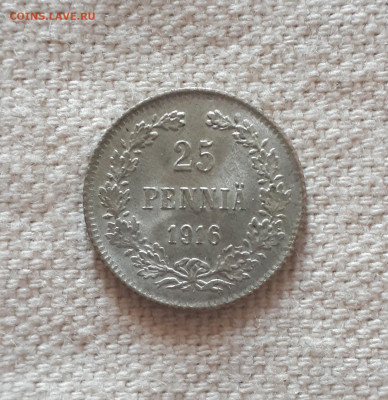 COINS.LAVE.RU
25
PENNIÄ
1916